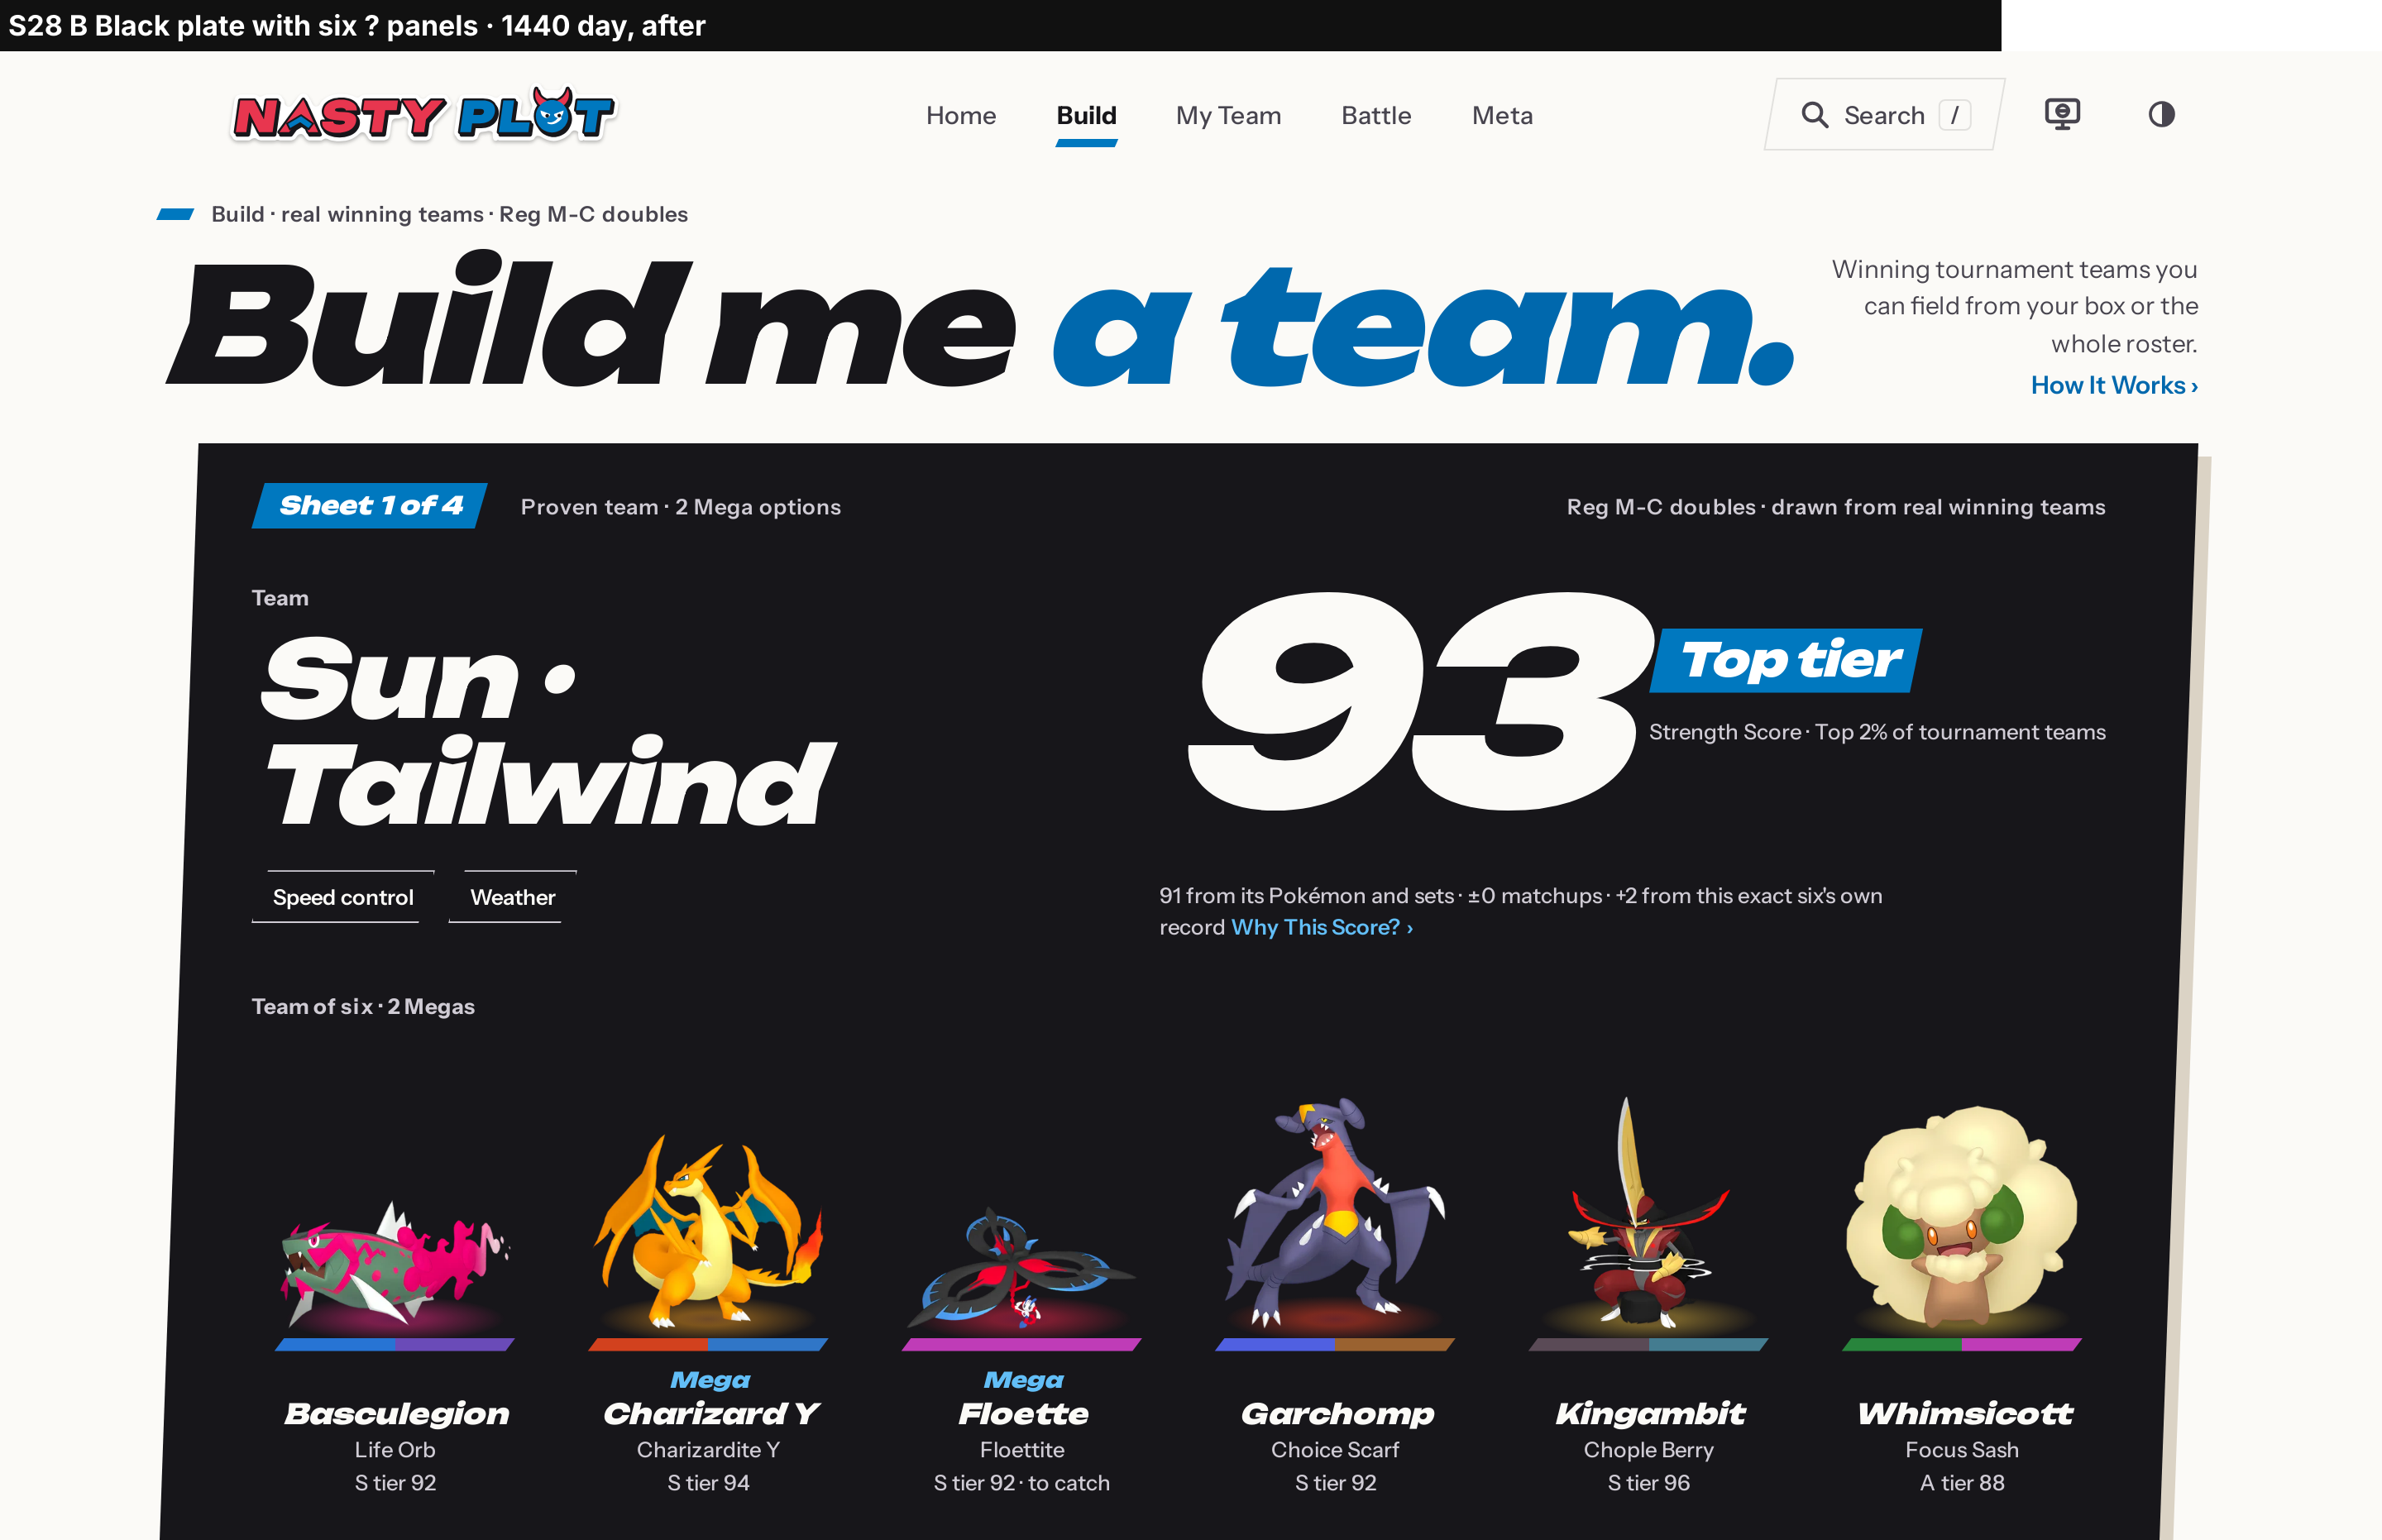 S28 B Black plate with six ? panels · 1440 day, after
NASTY PLOT
Home
Build
My Team
Battle
Meta
Search /
Build · real winning teams · Reg M-C doubles
Build me a team.
Winning tournament teams you
can field from your box or the
whole roster.
How It Works ›
Sheet 1 of 4
Proven team · 2 Mega options
Reg M-C doubles · drawn from real winning teams
Team
Sun ·
Tailwind
Speed control
Weather
93
Top tier
Strength Score · Top 2% of tournament teams
91 from its Pokémon and sets · ±0 matchups · +2 from this exact six's own
record Why This Score? ›
Team of six · 2 Megas
Basculegion
Life Orb
S tier 92
Mega
Charizard Y
Charizardite Y
S tier 94
Mega
Floette
Floettite
S tier 92 · to catch
Garchomp
Choice Scarf
S tier 92
Kingambit
Chople Berry
S tier 96
Whimsicott
Focus Sash
A tier 88